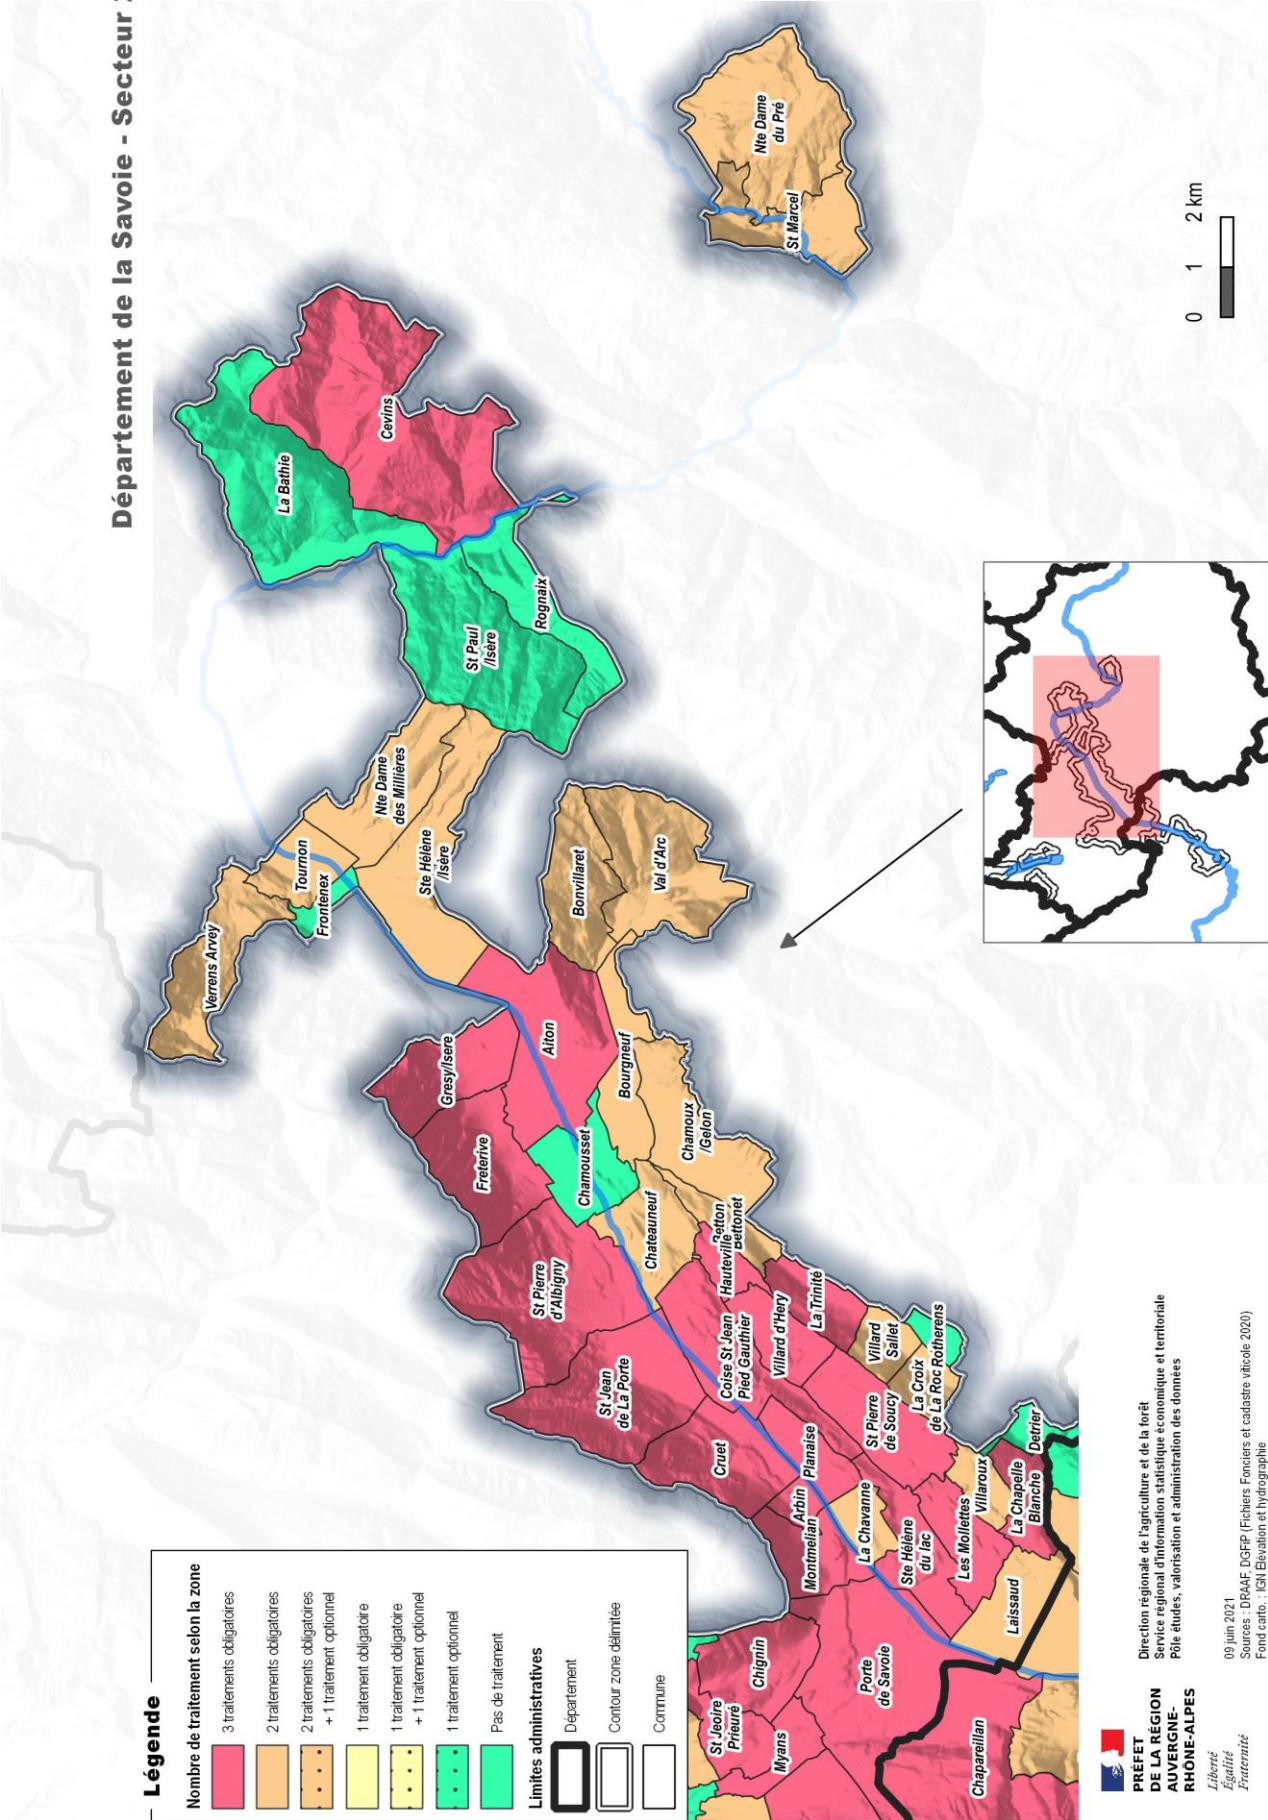 Département de la Savoie - Secteur
Légende
Nombre de traitement selon la zone
3 traitements obligatoires
2 traitements obligatoires
2 traitements obligatoires
+ 1 traitement optionnel
1 traitement obligatoire
1 traitement obligatoire
+ 1 traitement optionnel
1 traitement optionnel
Pas de traitement
Limites administratives
Département
Contour zone délimitée
Commune
Verrens Arvey
Tournon
Frontenex
Nte Dame
des Millières
Ste Hélène
/Isère
La Bathie
Cevins
St Paul
/Isère
Rognaix
Nte Dame
du Pré
St Marcel
Bonvillaret
Val d'Arc
Gresy/Isere
Aiton
Freterive
Bourgneuf
Chamousset
Chamoux
/Gelon
St Pierre
d'Albigny
Chateauneuf
Betton
Bettonet
Hauteville
St Jean
de La Porte
Coise St Jean
Pied Gauthier
Villard d'Hery
La Trinité
Villard
Sallet
La Croix
de La Roc Rotherens
Cruet
Planaise
St Pierre
de Soucy
Arbin
Montmelian
La Chavanne
Ste Hélène
du lac
Les Mollettes
Villaroux
La Chapelle
Blanche
Detrier
Laissaud
Chignin
St Jeoire
Prieuré
Myans
Porte
de Savoie
Chapareillan
0 1 2 km
PRÉFET
DE LA RÉGION
AUVERGNE-
RHÔNE-ALPES
Liberté
Égalité
Fraternité
Direction régionale de l'agriculture et de la forêt
Service régional d'information statistique économique et territoriale
Pôle études, valorisation et administration des données
09 juin 2021
Sources : DRAAF, DGFiP (Fichiers Fonciers et cadastre viticole 2020)
Fond carto. : IGN Élévation et hydrographie